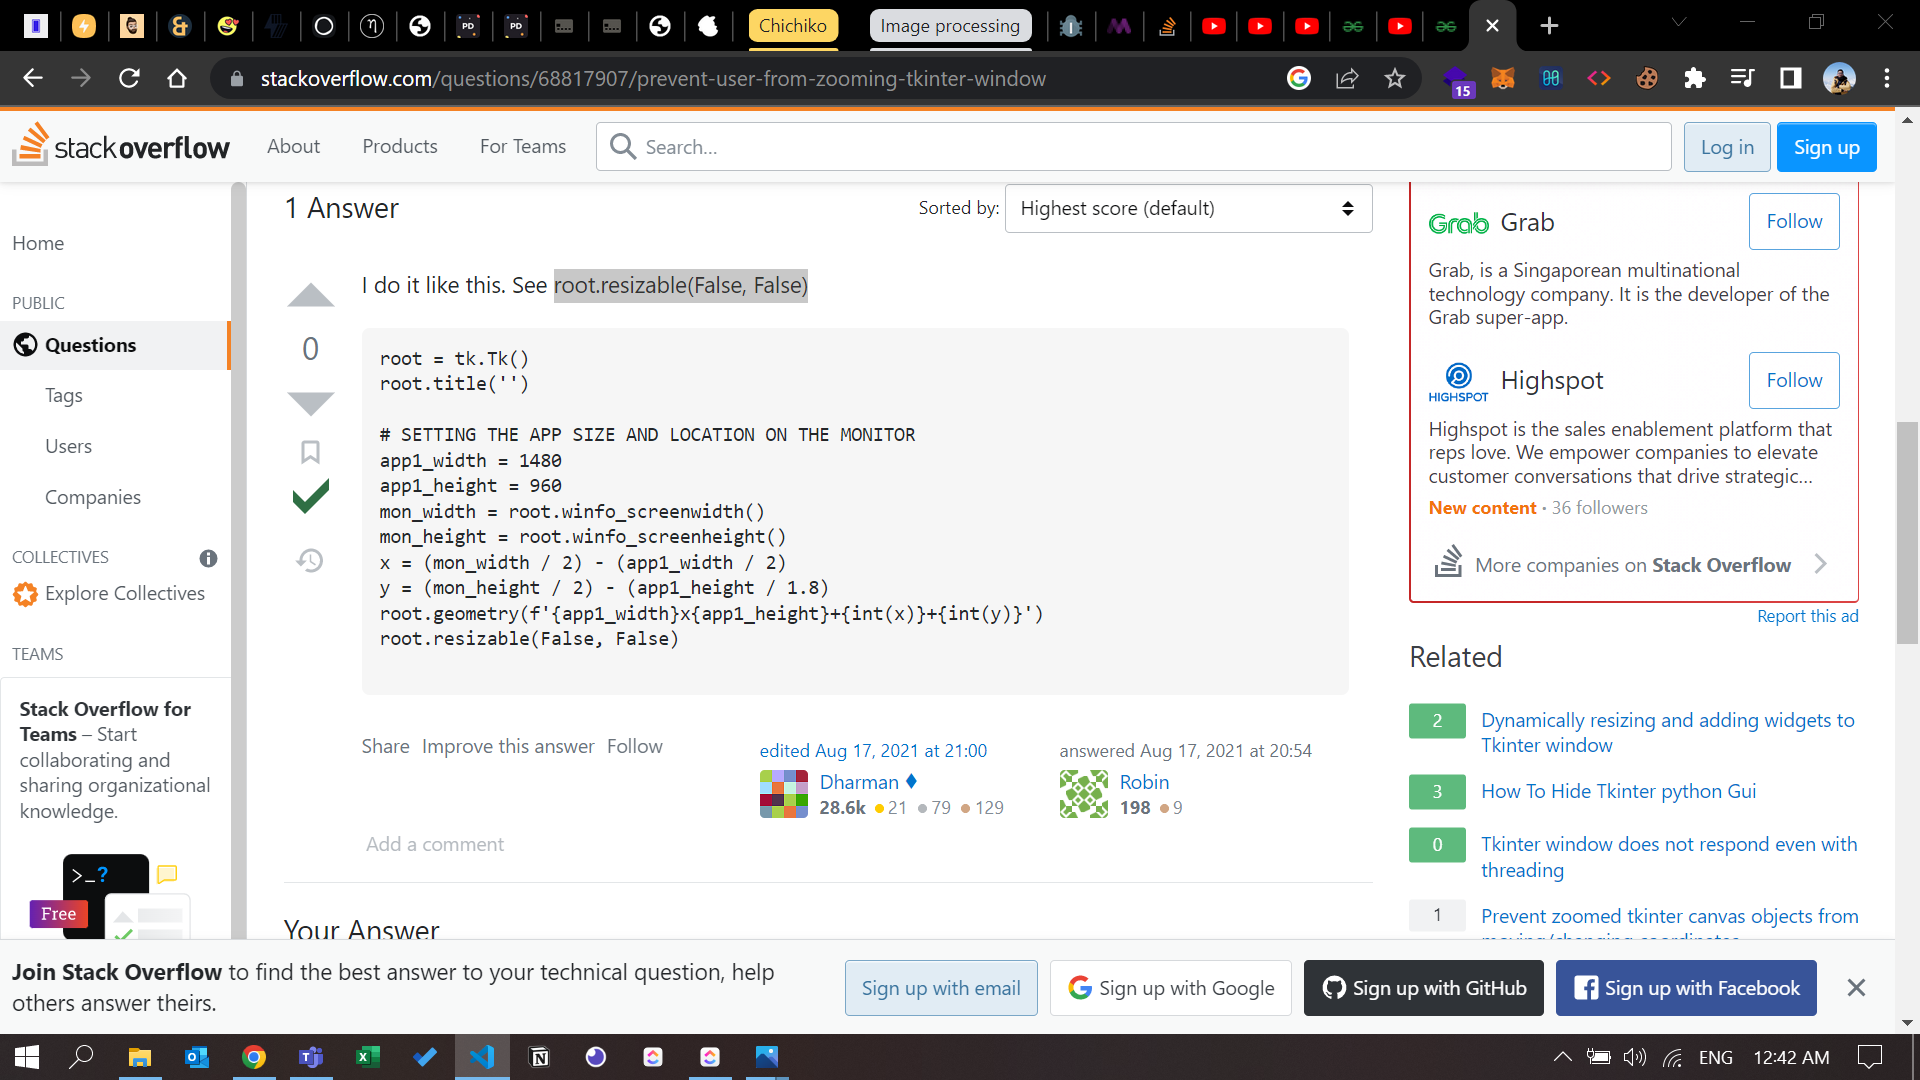 Chichiko
Image processing
stackoverflow.com/questions/68817907/prevent-user-from-zooming-tkinter-window
15
stackoverflow
About
Products
For Teams
Search...
Log in
Sign up
Home
PUBLIC
Questions
Tags
Users
Companies
COLLECTIVES
Explore Collectives
TEAMS
Stack Overflow for
Teams – Start
collaborating and
sharing organizational
knowledge.
>_?
Free
1 Answer
Sorted by:
Highest score (default)
0
I do it like this. See root.resizable(False, False)
root = tk.Tk()
root.title('')
# SETTING THE APP SIZE AND LOCATION ON THE MONITOR
app1_width = 1480
app1_height = 960
mon_width = root.winfo_screenwidth()
mon_height = root.winfo_screenheight()
x = (mon_width / 2) - (app1_width / 2)
y = (mon_height / 2) - (app1_height / 1.8)
root.geometry(f'{app1_width}x{app1_height}+{int(x)}+{int(y)}')
root.resizable(False, False)
Share Improve this answer Follow
edited Aug 17, 2021 at 21:00
Dharman
28.6k 21 79 129
answered Aug 17, 2021 at 20:54
Robin
198 9
Add a comment
Your Answer
Grab Grab
Follow
Grab, is a Singaporean multinational
technology company. It is the developer of the
Grab super-app.
HIGHSPOT
Highspot
Follow
Highspot is the sales enablement platform that
reps love. We empower companies to elevate
customer conversations that drive strategic...
New content · 36 followers
More companies on Stack Overflow
Report this ad
Related
2
Dynamically resizing and adding widgets to
Tkinter window
3
How To Hide Tkinter python Gui
0
Tkinter window does not respond even with
threading
1
Prevent zoomed tkinter canvas objects from
Join Stack Overflow to find the best answer to your technical question, help
others answer theirs.
Sign up with email
Sign up with Google
Sign up with GitHub
Sign up with Facebook
ENG
12:42 AM